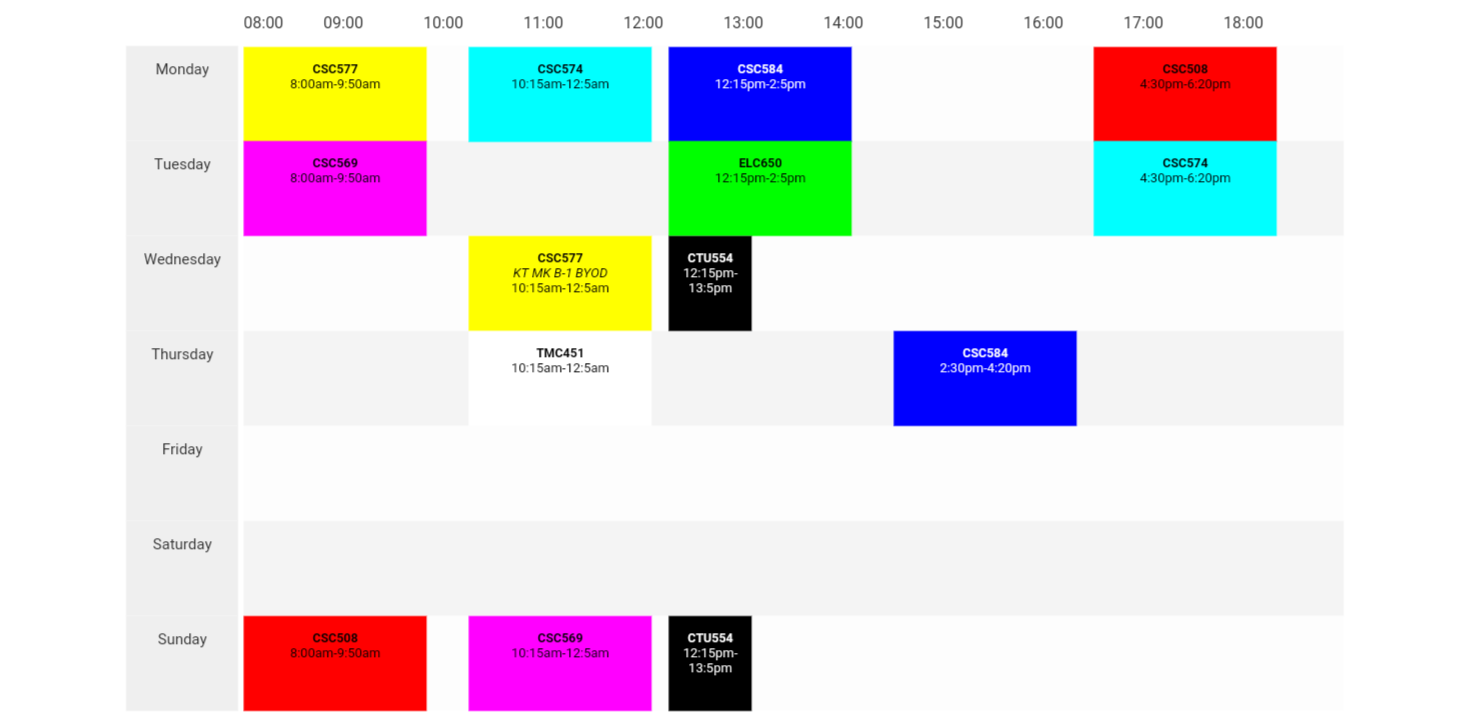 08:00 09:00 10:00 11:00 12:00 13:00 14:00 15:00 16:00 17:00 18:00
Monday
CSC577
8:00am-9:50am
CSC574
10:15am-12:5am
CSC584
12:15pm-2:5pm
CSC508
4:30pm-6:20pm
Tuesday
CSC569
8:00am-9:50am
ELC650
12:15pm-2:5pm
CSC574
4:30pm-6:20pm
Wednesday
CSC577
KT MK B-1 BYOD
10:15am-12:5am
CTU554
12:15pm-
13:5pm
Thursday
TMC451
10:15am-12:5am
CSC584
2:30pm-4:20pm
Friday
Saturday
Sunday
CSC508
8:00am-9:50am
CSC569
10:15am-12:5am
CTU554
12:15pm-
13:5pm